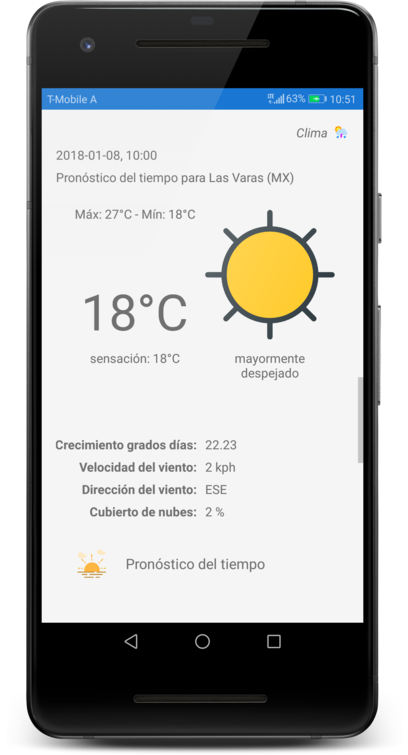 T-Mobile A 63% 10:51
Clima
2018-01-08, 10:00
Pronóstico del tiempo para Las Varas (MX)
Máx: 27°C - Mín: 18°C
18°C
sensación: 18°C
mayormente
despejado
Crecimiento grados días: 22.23
Velocidad del viento: 2 kph
Dirección del viento: ESE
Cubierto de nubes: 2 %
Pronóstico del tiempo